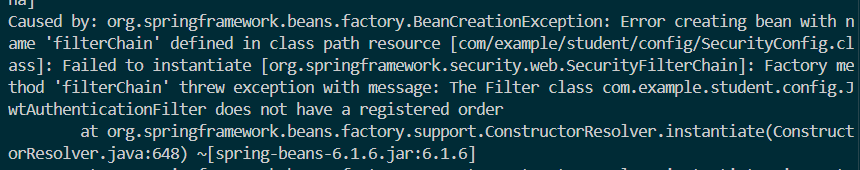 na]
Caused by: org.springframework.beans.factory.BeanCreationException: Error creating bean with n
ame 'filterChain' defined in class path resource [com/example/student/config/SecurityConfig.cl
ass]: Failed to instantiate [org.springframework.security.web.SecurityFilterChain]: Factory me
thod 'filterChain' threw exception with message: The Filter class com.example.student.config.J
wtAuthenticationFilter does not have a registered order
        at org.springframework.beans.factory.support.ConstructorResolver.instantiate(Construct
orResolver.java:648) ~[spring-beans-6.1.6.jar:6.1.6]